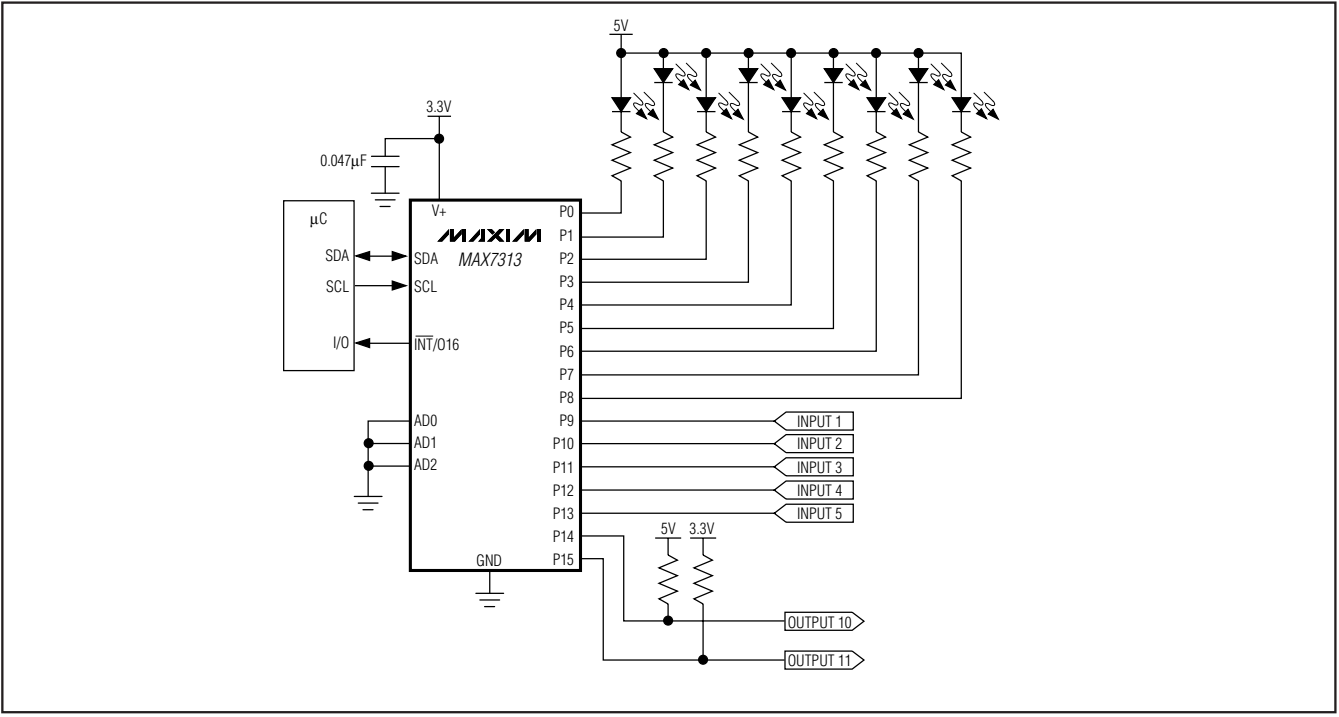 5V
3.3V
0.047µF
µC
SDA
SCL
I/O
V+
MAXIM
MAX7313
SDA
SCL
INT/O16
AD0
AD1
AD2
GND
P0
P1
P2
P3
P4
P5
P6
P7
P8
P9
P10
P11
P12
P13
P14
P15
INPUT 1
INPUT 2
INPUT 3
INPUT 4
INPUT 5
5V
3.3V
OUTPUT 10
OUTPUT 11